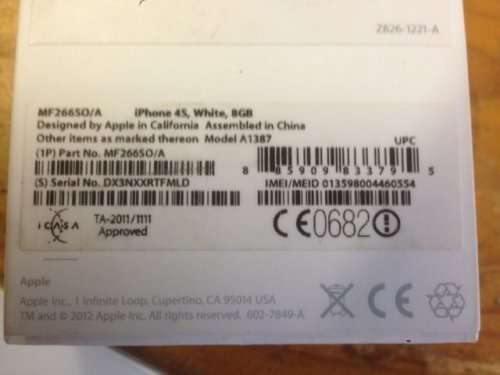 Z826-1221-A
MF266SO/A iPhone 4S, White, 8GB
Designed by Apple in California Assembled in China
Other items as marked thereon Model A1387
UPC
(1P) Part No. MF266SO/A
8 85909 83379 5
(S) Serial No. DX3NXXRTFMLD
IMEI/MEID 013598004460554
ICASA
TA-2011/1111
Approved
CE0682
Apple
Apple Inc., 1 Infinite Loop, Cupertino, CA 95014 USA
TM and © 2012 Apple Inc. All rights reserved. 602-7849-A
CE